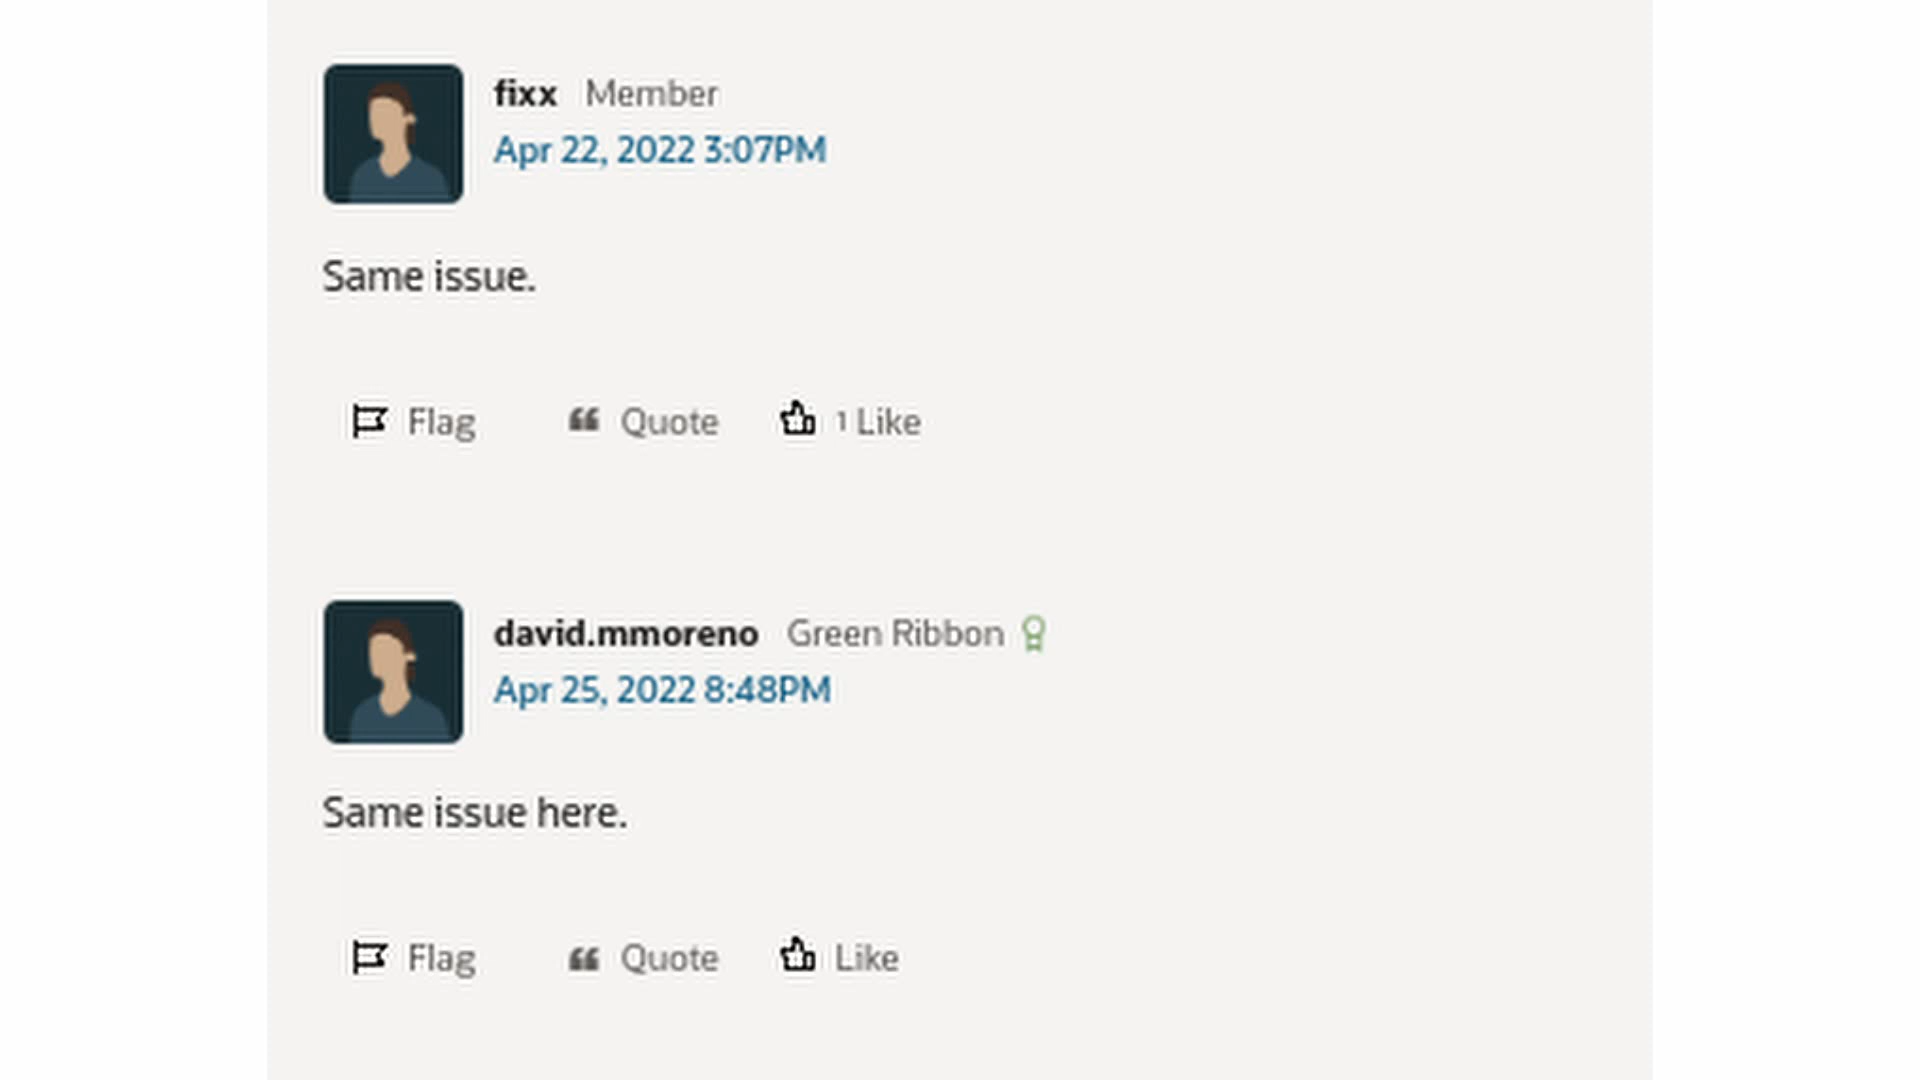 fixx Member
Apr 22, 2022 3:07PM
Same issue.
Flag Quote 1 Like
david.mmoreno Green Ribbon
Apr 25, 2022 8:48PM
Same issue here.
Flag Quote Like